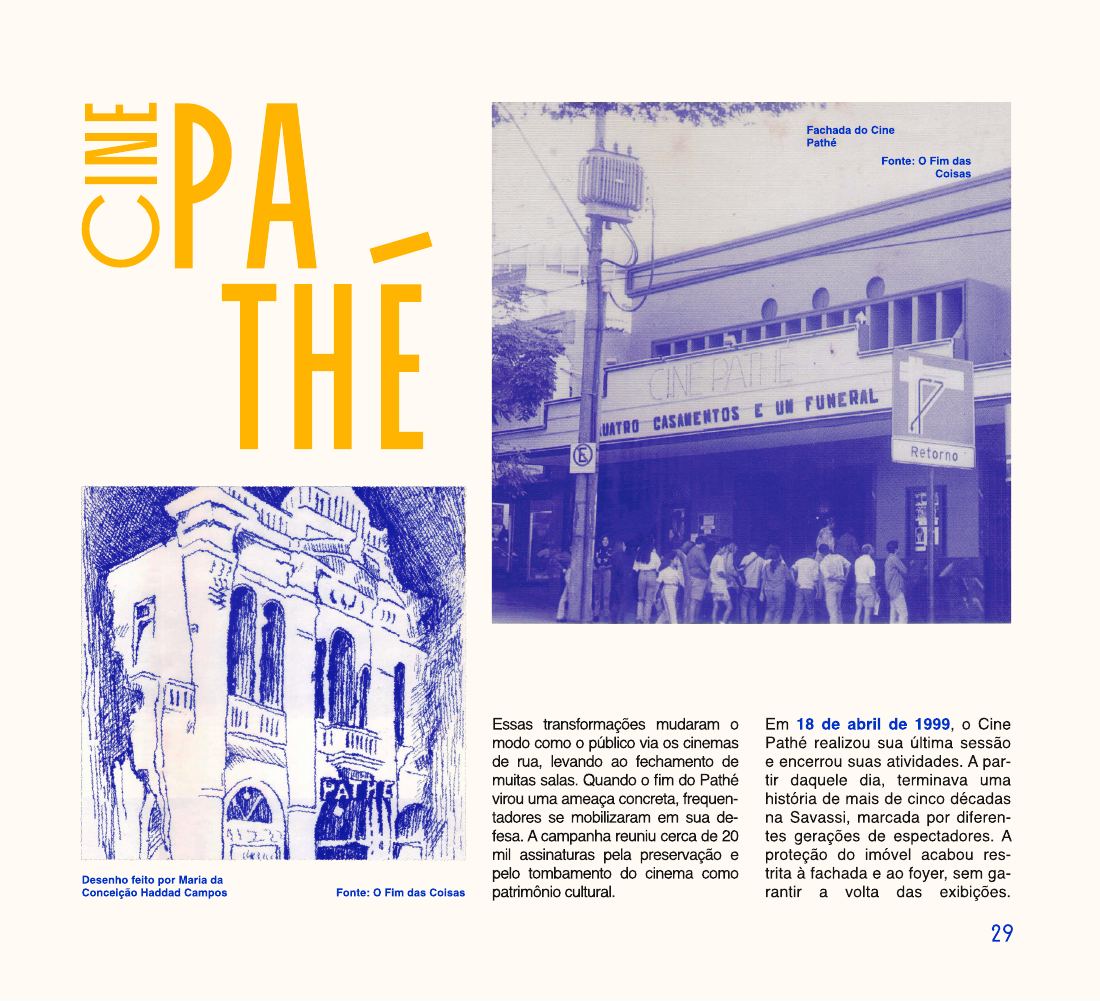 CINE
PA
THÉ
Fachada do Cine
Pathé
Fonte: O Fim das
Coisas
CINE PATHÉ
QUATRO CASAMENTOS E UM FUNERAL
E
Retorno
PATHE
Desenho feito por Maria da
Conceição Haddad Campos
Fonte: O Fim das Coisas
Essas transformações mudaram o
modo como o público via os cinemas
de rua, levando ao fechamento de
muitas salas. Quando o fim do Pathé
virou uma ameaça concreta, frequen-
tadores se mobilizaram em sua de-
fesa. A campanha reuniu cerca de 20
mil assinaturas pela preservação e
pelo tombamento do cinema como
patrimônio cultural.
Em 18 de abril de 1999, o Cine
Pathé realizou sua última sessão
e encerrou suas atividades. A par-
tir daquele dia, terminava uma
história de mais de cinco décadas
na Savassi, marcada por diferen-
tes gerações de espectadores. A
proteção do imóvel acabou res-
trita à fachada e ao foyer, sem ga-
rantir a volta das exibições.
29